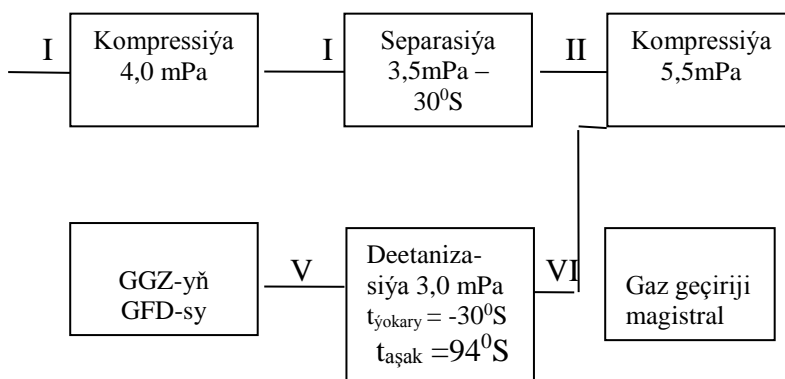 I
Kompressiýa
4,0 mPa
I
Separasiýa
3,5mPa –
30⁰S
II
Kompressiýa
5,5mPa
GGZ-yň
GFD-sy
V
Deetaniza-
siýa 3,0 mPa
týokary = -30⁰S
taşak =94⁰S
VI
Gaz geçiriji
magistral